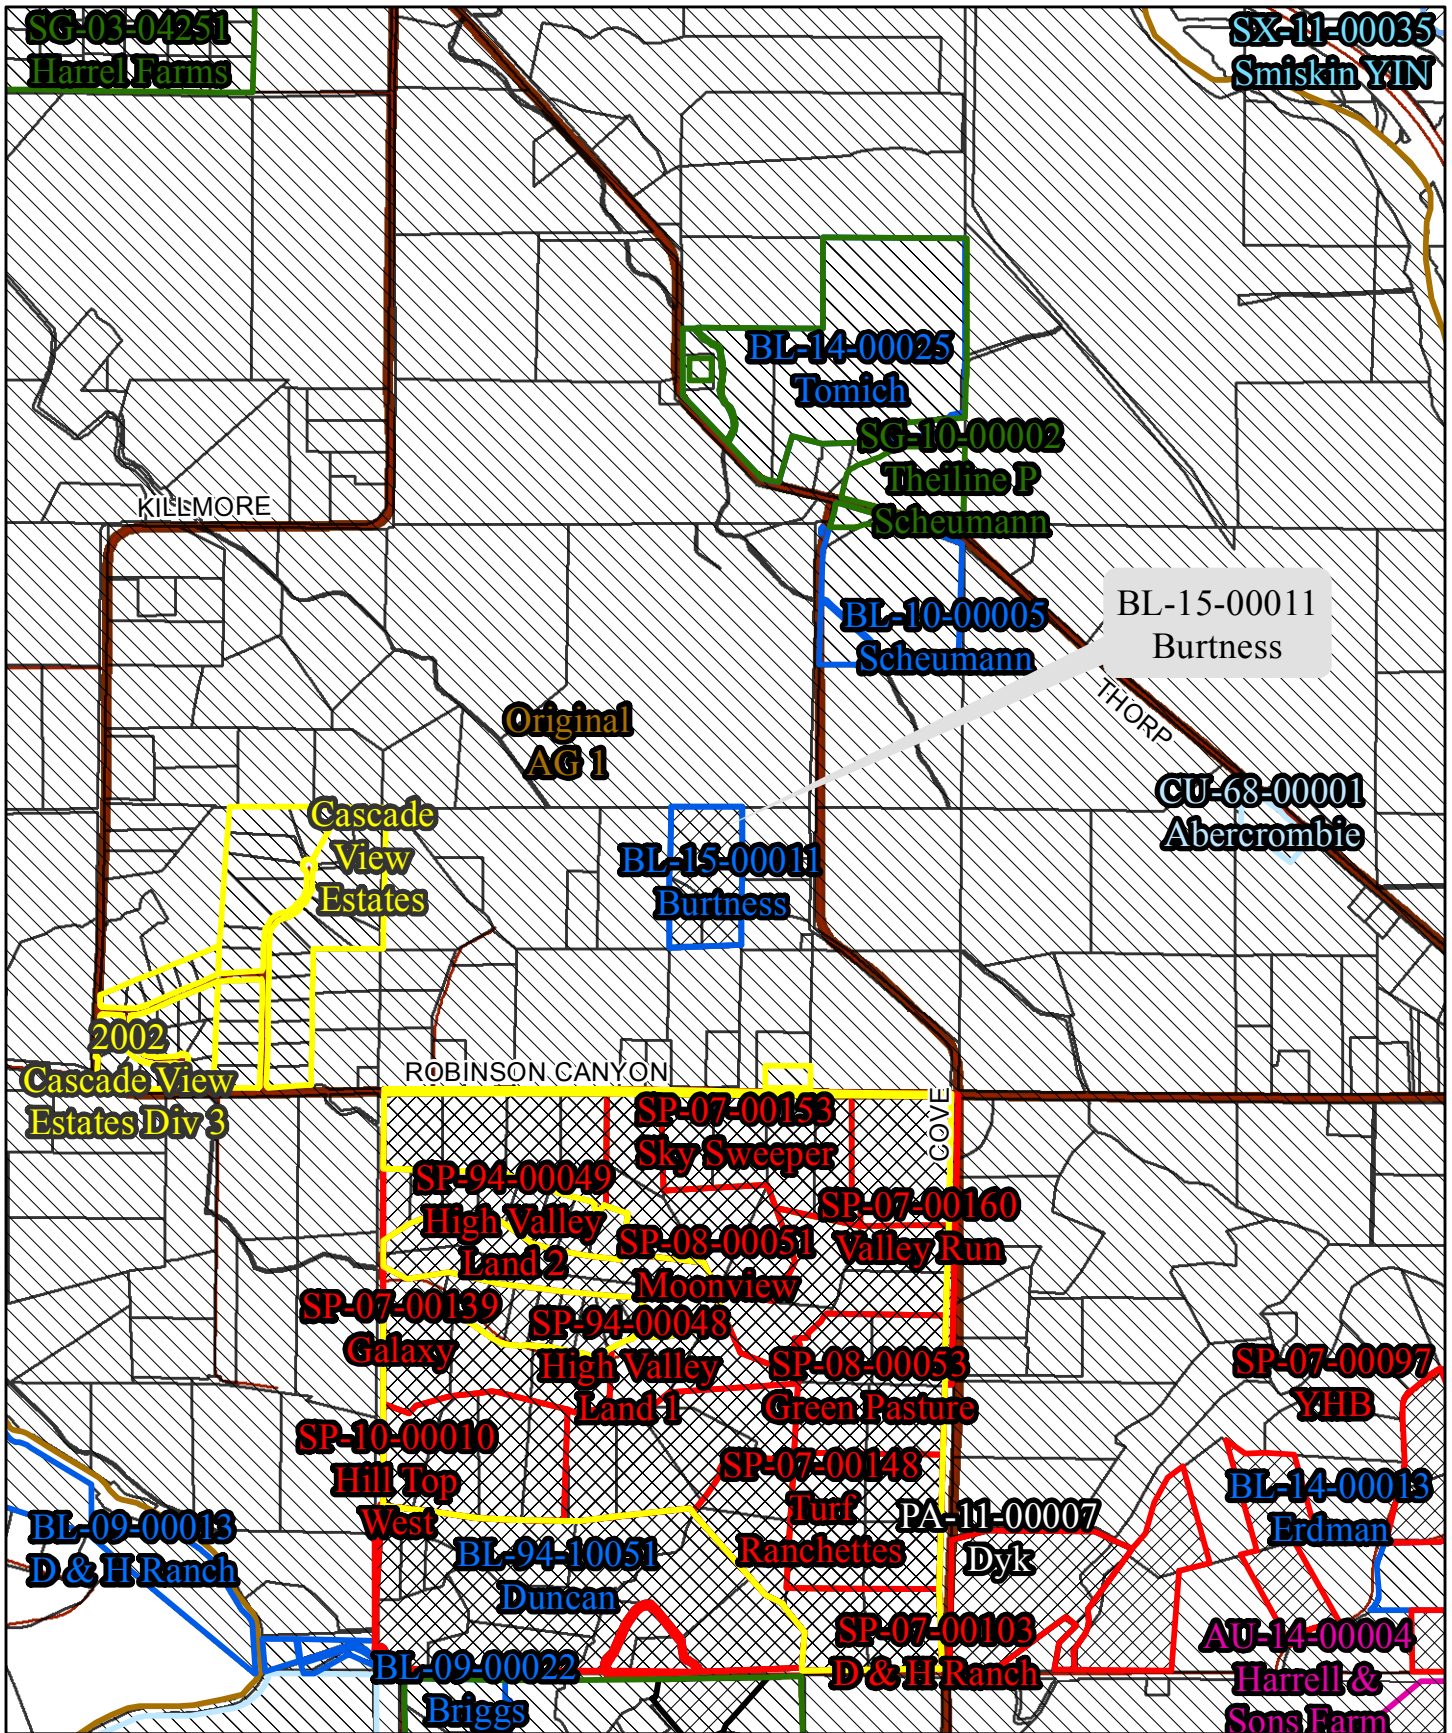 SG-03-04251
Harrel Farms
SX-11-00035
Smiskin YIN
BL-14-00025
Tomich
SG-10-00002
Theiline P
Scheumann
KILLMORE
BL-10-00005
Scheumann
BL-15-00011
Burtness
THORP
Original
AG 1
CU-68-00001
Abercrombie
Cascade
View
Estates
BL-15-00011
Burtness
2002
Cascade View
Estates Div 3
ROBINSON CANYON
COVE
SP-07-00153
Sky Sweeper
SP-94-00049
High Valley
Land 2
SP-07-00160
Valley Run
SP-08-00051
Moonview
SP-07-00139
Galaxy
SP-94-00048
High Valley
Land 1
SP-08-00053
Green Pasture
SP-07-00097
YHB
SP-10-00010
Hill Top
West
SP-07-00148
Turf
Ranchettes
BL-14-00013
Erdman
PA-11-00007
Dyk
BL-09-00013
D & H Ranch
BL-94-10051
Duncan
SP-07-00103
D & H Ranch
AU-14-00004
Harrell &
Sons Farm
BL-09-00022
Briggs